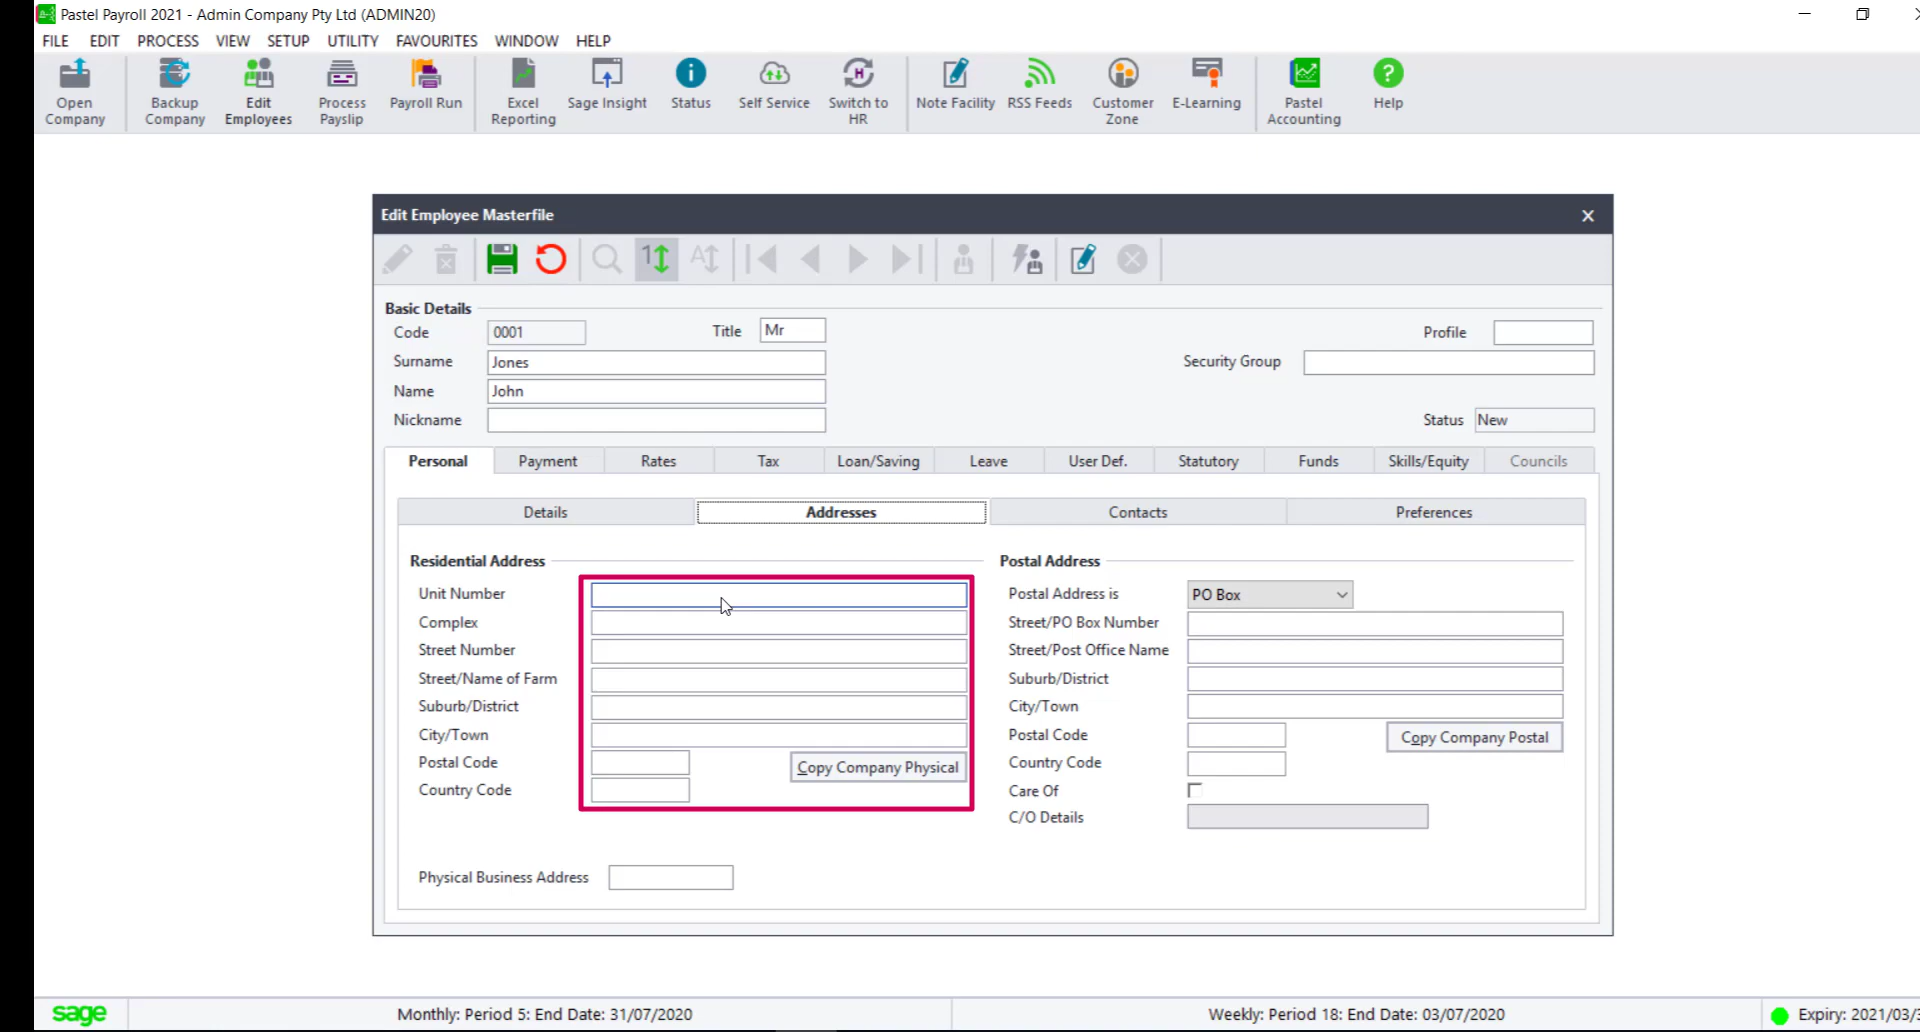 Pastel Payroll 2021 - Admin Company Pty Ltd (ADMIN20)
FILE EDIT PROCESS VIEW SETUP UTILITY FAVOURITES WINDOW HELP
Open Company
Backup Company
Edit Employees
Process Payslip
Payroll Run
Excel Reporting
Sage Insight
Status
Self Service
Switch to HR
Note Facility
RSS Feeds
Customer Zone
E-Learning
Pastel Accounting
Help
Edit Employee Masterfile
Basic Details
Code 0001 Title Mr Profile
Surname Jones Security Group
Name John
Nickname Status New
Personal Payment Rates Tax Loan/Saving Leave User Def. Statutory Funds Skills/Equity Councils
Details Addresses Contacts Preferences
Residential Address
Unit Number
Complex
Street Number
Street/Name of Farm
Suburb/District
City/Town
Postal Code
Copy Company Physical
Country Code
Physical Business Address
Postal Address
Postal Address is PO Box
Street/PO Box Number
Street/Post Office Name
Suburb/District
City/Town
Postal Code
Copy Company Postal
Country Code
Care Of
C/O Details
sage Monthly: Period 5: End Date: 31/07/2020 Weekly: Period 18: End Date: 03/07/2020 Expiry: 2021/03/